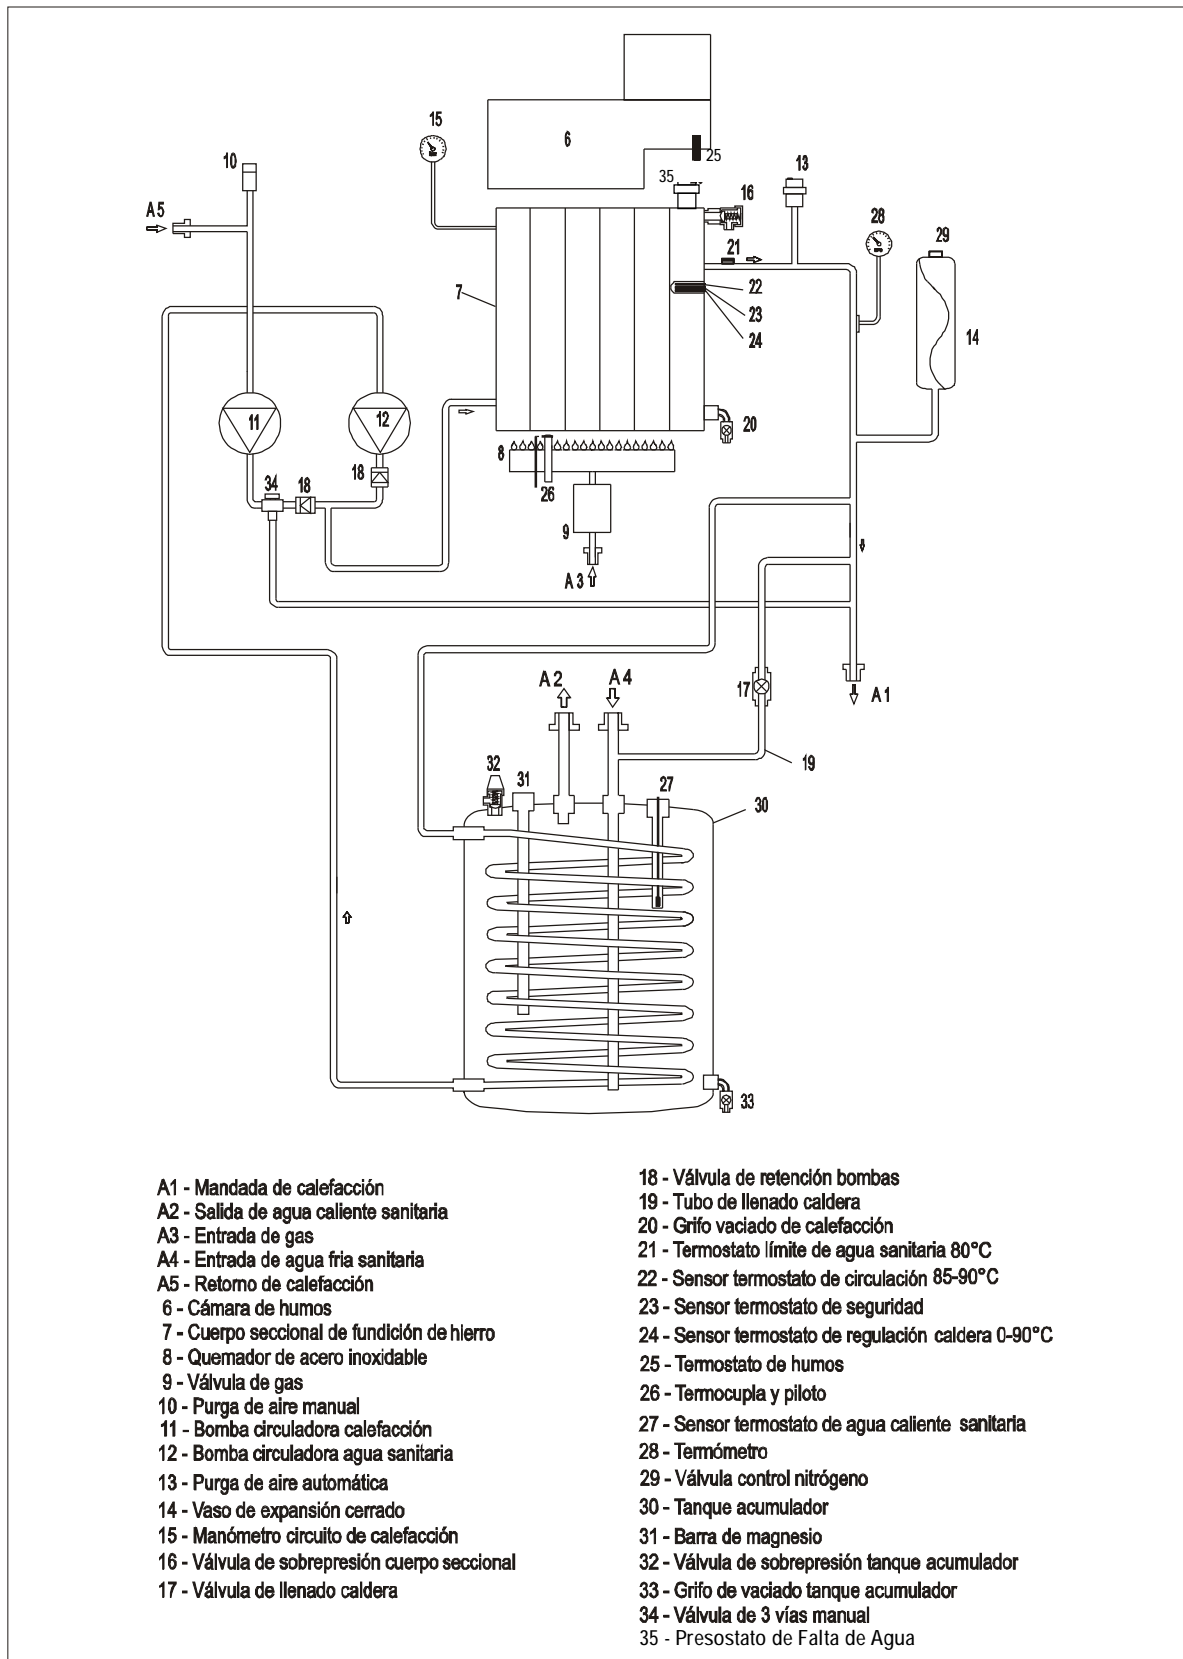 15
6
25
10
35
13
A5
16
28
29
21
7
22
23
24
14
11
12
20
8
18
34
18
26
9
A3
A2
A4
17
A1
19
32
31
27
30
33
A1 - Mandada de calefacción
A2 - Salida de agua caliente sanitaria
A3 - Entrada de gas
A4 - Entrada de agua fria sanitaria
A5 - Retorno de calefacción
6 - Cámara de humos
7 - Cuerpo seccional de fundición de hierro
8 - Quemador de acero inoxidable
9 - Válvula de gas
10 - Purga de aire manual
11 - Bomba circuladora calefacción
12 - Bomba circuladora agua sanitaria
13 - Purga de aire automática
14 - Vaso de expansión cerrado
15 - Manómetro circuito de calefacción
16 - Válvula de sobrepresión cuerpo seccional
17 - Válvula de llenado caldera
18 - Válvula de retención bombas
19 - Tubo de llenado caldera
20 - Grifo vaciado de calefacción
21 - Termostato límite de agua sanitaria 80°C
22 - Sensor termostato de circulación 85-90°C
23 - Sensor termostato de seguridad
24 - Sensor termostato de regulación caldera 0-90°C
25 - Termostato de humos
26 - Termocupla y piloto
27 - Sensor termostato de agua caliente sanitaria
28 - Termómetro
29 - Válvula control nitrógeno
30 - Tanque acumulador
31 - Barra de magnesio
32 - Válvula de sobrepresión tanque acumulador
33 - Grifo de vaciado tanque acumulador
34 - Válvula de 3 vías manual
35 - Presostato de Falta de Agua